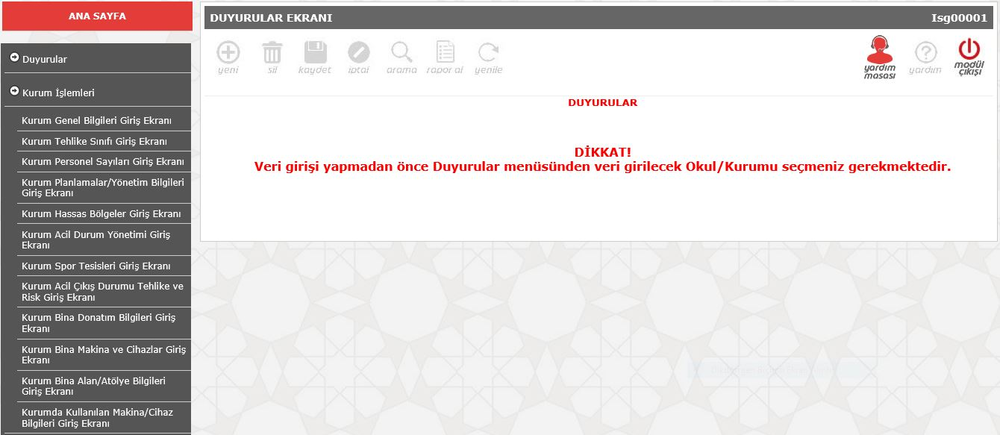 ANA SAYFA
Duyurular
Kurum İşlemleri
Kurum Genel Bilgileri Giriş Ekranı
Kurum Tehlike Sınıfı Giriş Ekranı
Kurum Personel Sayıları Giriş Ekranı
Kurum Planlamalar/Yönetim Bilgileri
Giriş Ekranı
Kurum Hassas Bölgeler Giriş Ekranı
Kurum Acil Durum Yönetimi Giriş
Ekranı
Kurum Spor Tesisleri Giriş Ekranı
Kurum Acil Çıkış Durumu Tehlike ve
Risk Giriş Ekranı
Kurum Bina Donatım Bilgileri Giriş
Ekranı
Kurum Bina Makina ve Cihazlar Giriş
Ekranı
Kurum Bina Alan/Atölye Bilgileri
Giriş Ekranı
Kurumda Kullanılan Makina/Cihaz
Bilgileri Giriş Ekranı
DUYURULAR EKRANI Isg00001
yeni sil kaydet iptal arama rapor al yenile yardım masası yardım modül çıkışı
DUYURULAR
DİKKAT!
Veri girişi yapmadan önce Duyurular menüsünden veri girilecek Okul/Kurumu seçmeniz gerekmektedir.